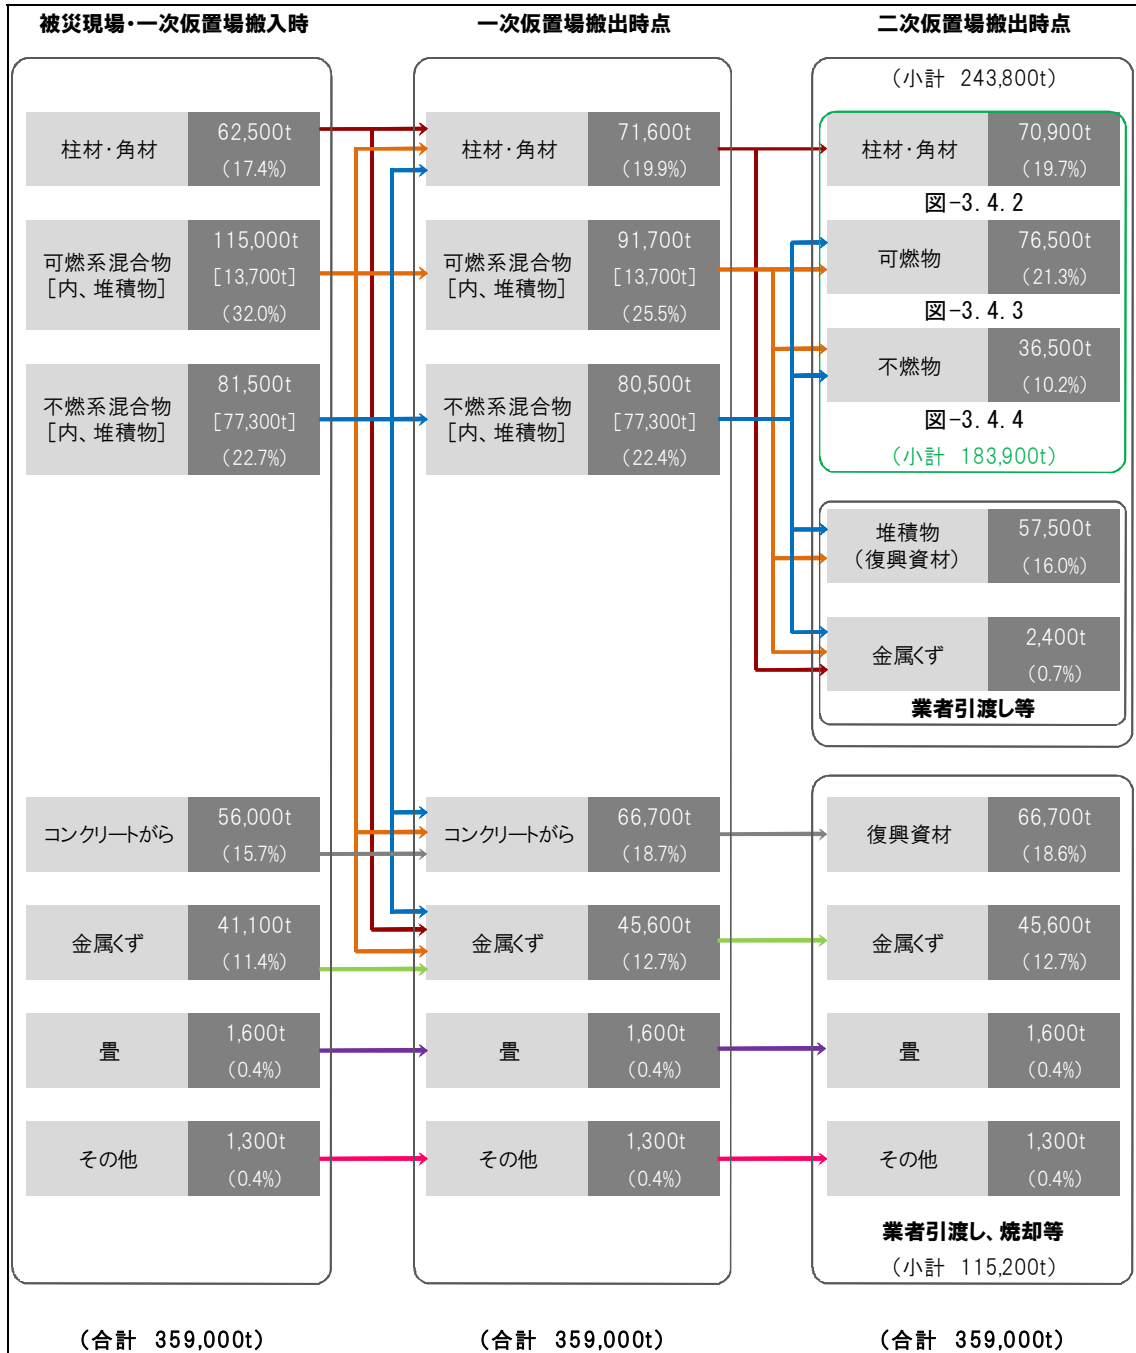 被災現場・一次仮置場搬入時
柱材・角材
62,500t
(17.4%)
可燃系混合物
[内、堆積物]
115,000t
[13,700t]
(32.0%)
不燃系混合物
[内、堆積物]
81,500t
[77,300t]
(22.7%)
コンクリートがら
56,000t
(15.7%)
金属くず
41,100t
(11.4%)
畳
1,600t
(0.4%)
その他
1,300t
(0.4%)
(合計 359,000t)
一次仮置場搬出時点
柱材・角材
71,600t
(19.9%)
可燃系混合物
[内、堆積物]
91,700t
[13,700t]
(25.5%)
不燃系混合物
[内、堆積物]
80,500t
[77,300t]
(22.4%)
コンクリートがら
66,700t
(18.7%)
金属くず
45,600t
(12.7%)
畳
1,600t
(0.4%)
その他
1,300t
(0.4%)
(合計 359,000t)
二次仮置場搬出時点
(小計 243,800t)
柱材・角材
70,900t
(19.7%)
図-3.4.2
可燃物
76,500t
(21.3%)
図-3.4.3
不燃物
36,500t
(10.2%)
図-3.4.4
(小計 183,900t)
堆積物
(復興資材)
57,500t
(16.0%)
金属くず
2,400t
(0.7%)
業者引渡し等
復興資材
66,700t
(18.6%)
金属くず
45,600t
(12.7%)
畳
1,600t
(0.4%)
その他
1,300t
(0.4%)
業者引渡し、焼却等
(小計 115,200t)
(合計 359,000t)